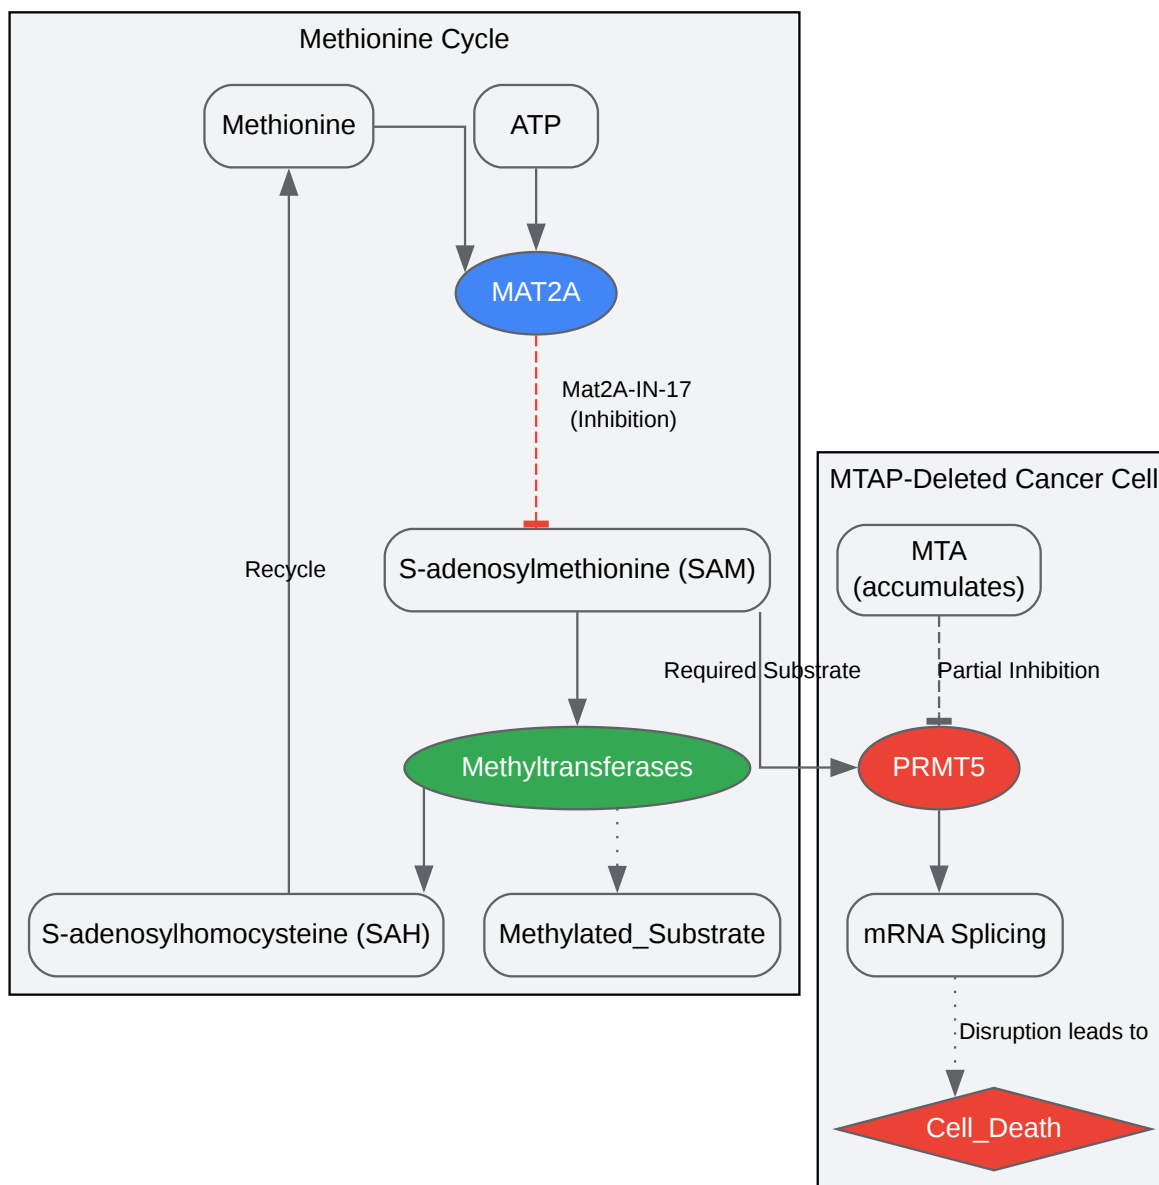 Methionine Cycle
Methionine
ATP
MAT2A
Mat2A-IN-17
(Inhibition)
MTAP-Deleted Cancer Cell
Recycle
S-adenosylmethionine (SAM)
MTA
(accumulates)
Required Substrate
Partial Inhibition
Methyltransferases
PRMT5
S-adenosylhomocysteine (SAH)
Methylated_Substrate
mRNA Splicing
Disruption leads to
Cell_Death